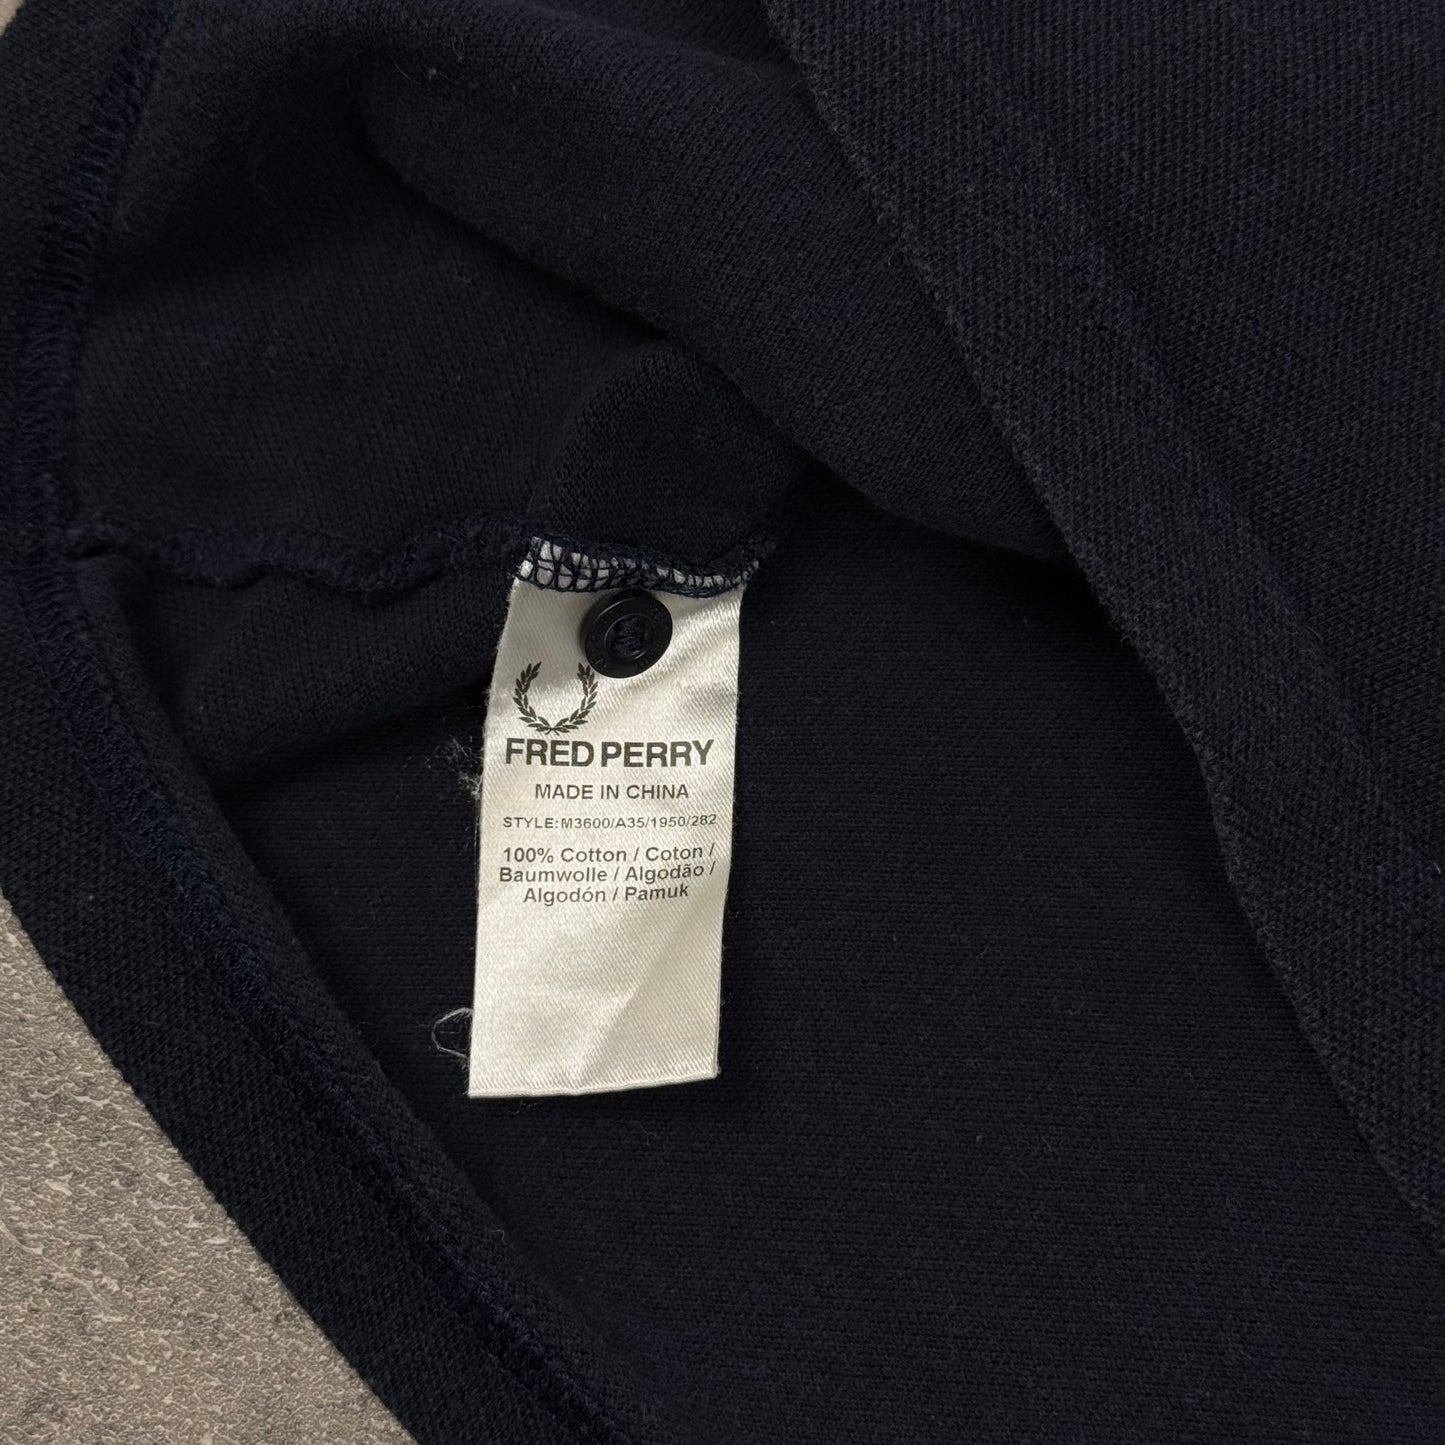 FRED PERRY
MADE IN CHINA
STYLE:M3600/A35/1950/282
100% Cotton / Coton /
Baumwolle / Algodão /
Algodón / Pamuk